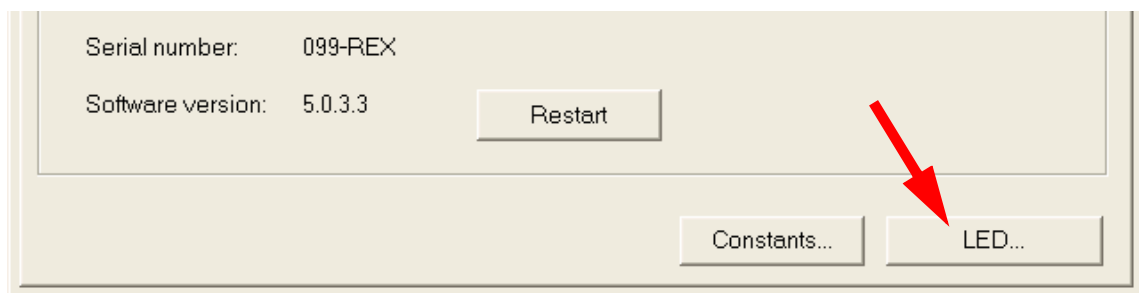 Serial number: 099-REX
Software version: 5.0.3.3
Restart
Constants... LED...